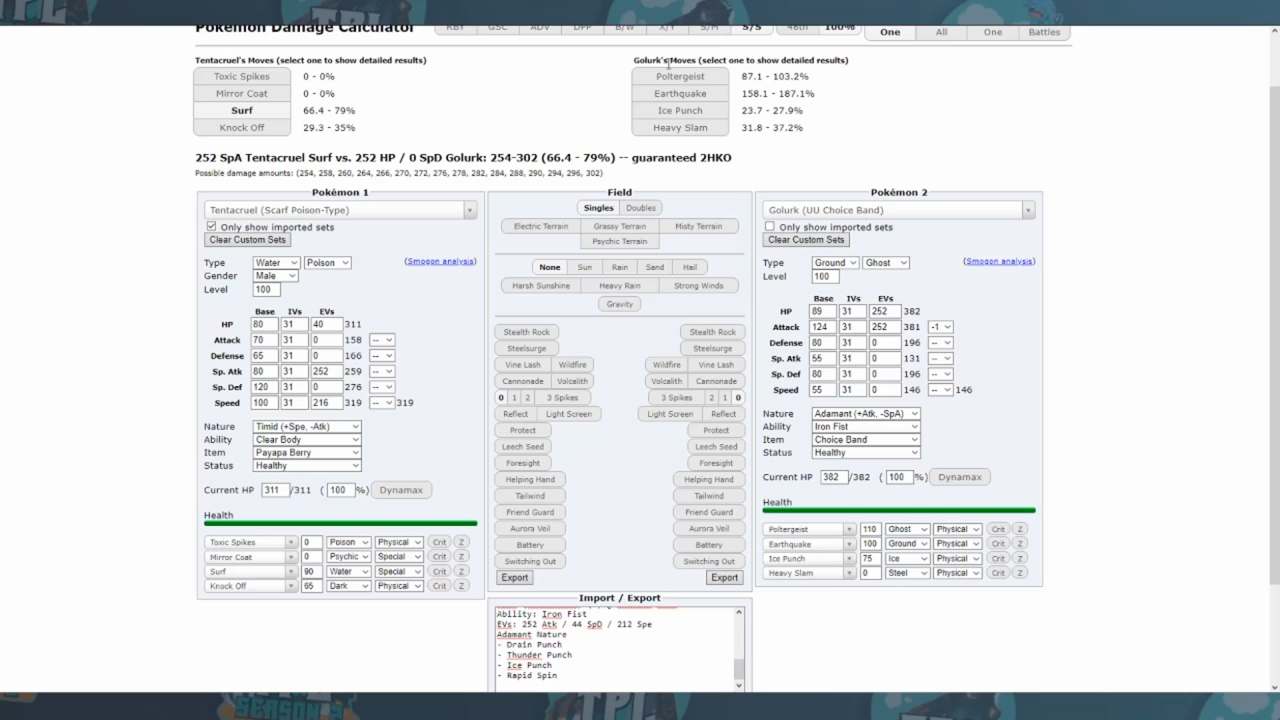 Pokémon Damage Calculator RBY GSC ADV DPP B/W X/Y S/M S/S 48th 100% One All One Battles
Tentacruel's Moves (select one to show detailed results) Golurk's Moves (select one to show detailed results)
Toxic Spikes 0 - 0% Poltergeist 87.1 - 103.2%
Mirror Coat 0 - 0% Earthquake 158.1 - 187.1%
Surf 66.4 - 79% Ice Punch 23.7 - 27.9%
Knock Off 29.3 - 35% Heavy Slam 31.8 - 37.2%
252 SpA Tentacruel Surf vs. 252 HP / 0 SpD Golurk: 254-302 (66.4 - 79%) -- guaranteed 2HKO
Possible damage amounts: (254, 258, 260, 264, 266, 270, 272, 276, 278, 282, 284, 288, 290, 294, 296, 302)
Pokémon 1
Tentacruel (Scarf Poison-Type)
Only show imported sets
Clear Custom Sets
Type Water Poison (Smogon analysis)
Gender Male
Level 100
Base IVs EVs
HP 80 31 40 311
Attack 70 31 0 158 --
Defense 65 31 0 166 --
Sp. Atk 80 31 252 259 --
Sp. Def 120 31 0 276 --
Speed 100 31 216 319 -- 319
Nature Timid (+Spe, -Atk)
Ability Clear Body
Item Payapa Berry
Status Healthy
Current HP 311 /311 ( 100 %) Dynamax
Health
Toxic Spikes 0 Poison Physical Crit Z
Mirror Coat 0 Psychic Special Crit Z
Surf 90 Water Special Crit Z
Knock Off 65 Dark Physical Crit Z
Field
Singles Doubles
Electric Terrain Grassy Terrain Misty Terrain
Psychic Terrain
None Sun Rain Sand Hail
Harsh Sunshine Heavy Rain Strong Winds
Gravity
Stealth Rock Stealth Rock
Steelsurge Steelsurge
Vine Lash Wildfire Wildfire Vine Lash
Cannonade Volcalith Volcalith Cannonade
0 1 2 3 Spikes 3 Spikes 2 1 0
Reflect Light Screen Light Screen Reflect
Protect Protect
Leech Seed Leech Seed
Foresight Foresight
Helping Hand Helping Hand
Tailwind Tailwind
Friend Guard Friend Guard
Aurora Veil Aurora Veil
Battery Battery
Switching Out Switching Out
Export Export
Pokémon 2
Golurk (UU Choice Band)
Only show imported sets
Clear Custom Sets
Type Ground Ghost (Smogon analysis)
Level 100
Base IVs EVs
HP 89 31 252 382
Attack 124 31 252 381 -1
Defense 80 31 0 196 --
Sp. Atk 55 31 0 131 --
Sp. Def 80 31 0 196 --
Speed 55 31 0 146 -- 146
Nature Adamant (+Atk, -SpA)
Ability Iron Fist
Item Choice Band
Status Healthy
Current HP 382 /382 ( 100 %) Dynamax
Health
Poltergeist 110 Ghost Physical Crit Z
Earthquake 100 Ground Physical Crit Z
Ice Punch 75 Ice Physical Crit Z
Heavy Slam 0 Steel Physical Crit Z
Import / Export
Ability: Iron Fist
EVs: 252 Atk / 44 SpD / 212 Spe
Adamant Nature
- Drain Punch
- Thunder Punch
- Ice Punch
- Rapid Spin
SEASON
TPL